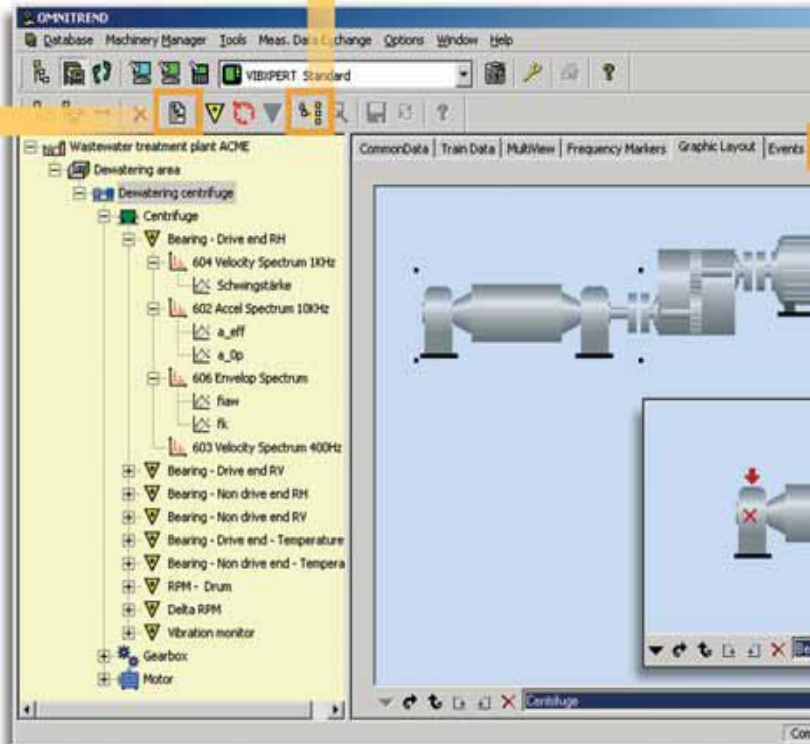 OMNITREND
Database Machinery Manager Tools Meas. Data Exchange Options Window Help
VIBXPERT Standard
Wastewater treatment plant ACME
CommonData Train Data MultiView Frequency Markers Graphic Layout Events
Dewatering area
Dewatering centrifuge
Centrifuge
Bearing - Drive end RH
604 Velocity Spectrum 1KHz
Schwingstärke
602 Accel Spectrum 10KHz
a_eff
a_0p
606 Envelop Spectrum
flaw
fk
603 Velocity Spectrum 400Hz
Bearing - Drive end RV
Bearing - Non drive end RH
Bearing - Non drive end RV
Bearing - Drive end - Temperature
Bearing - Non drive end - Tempera
RPM - Drum
Delta RPM
Vibration monitor
Gearbox
Motor
Centrifuge